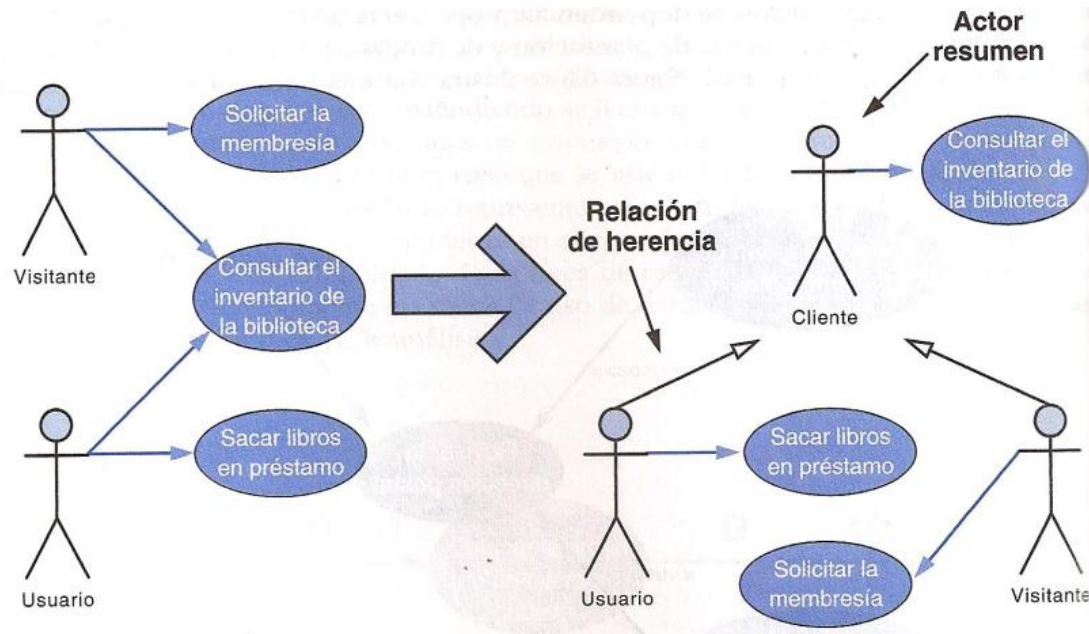 Actor
resumen
Solicitar la
membresía
Visitante
Consultar el
inventario de
la biblioteca
Sacar libros
en préstamo
Usuario
Relación
de herencia
Consultar el
inventario de
la biblioteca
Cliente
Sacar libros
en préstamo
Usuario
Solicitar la
membresía
Visitante